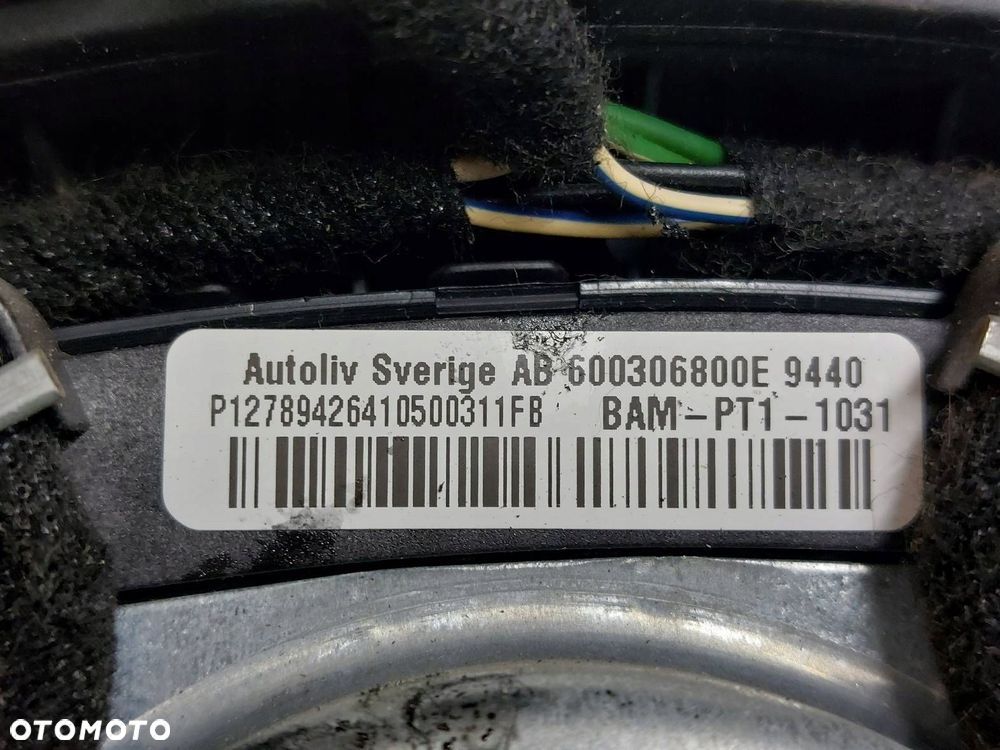 Autoliv Sverige AB 600306800E 9440
P12789426410500311FB BAM-PT1-1031
OTOMOTO